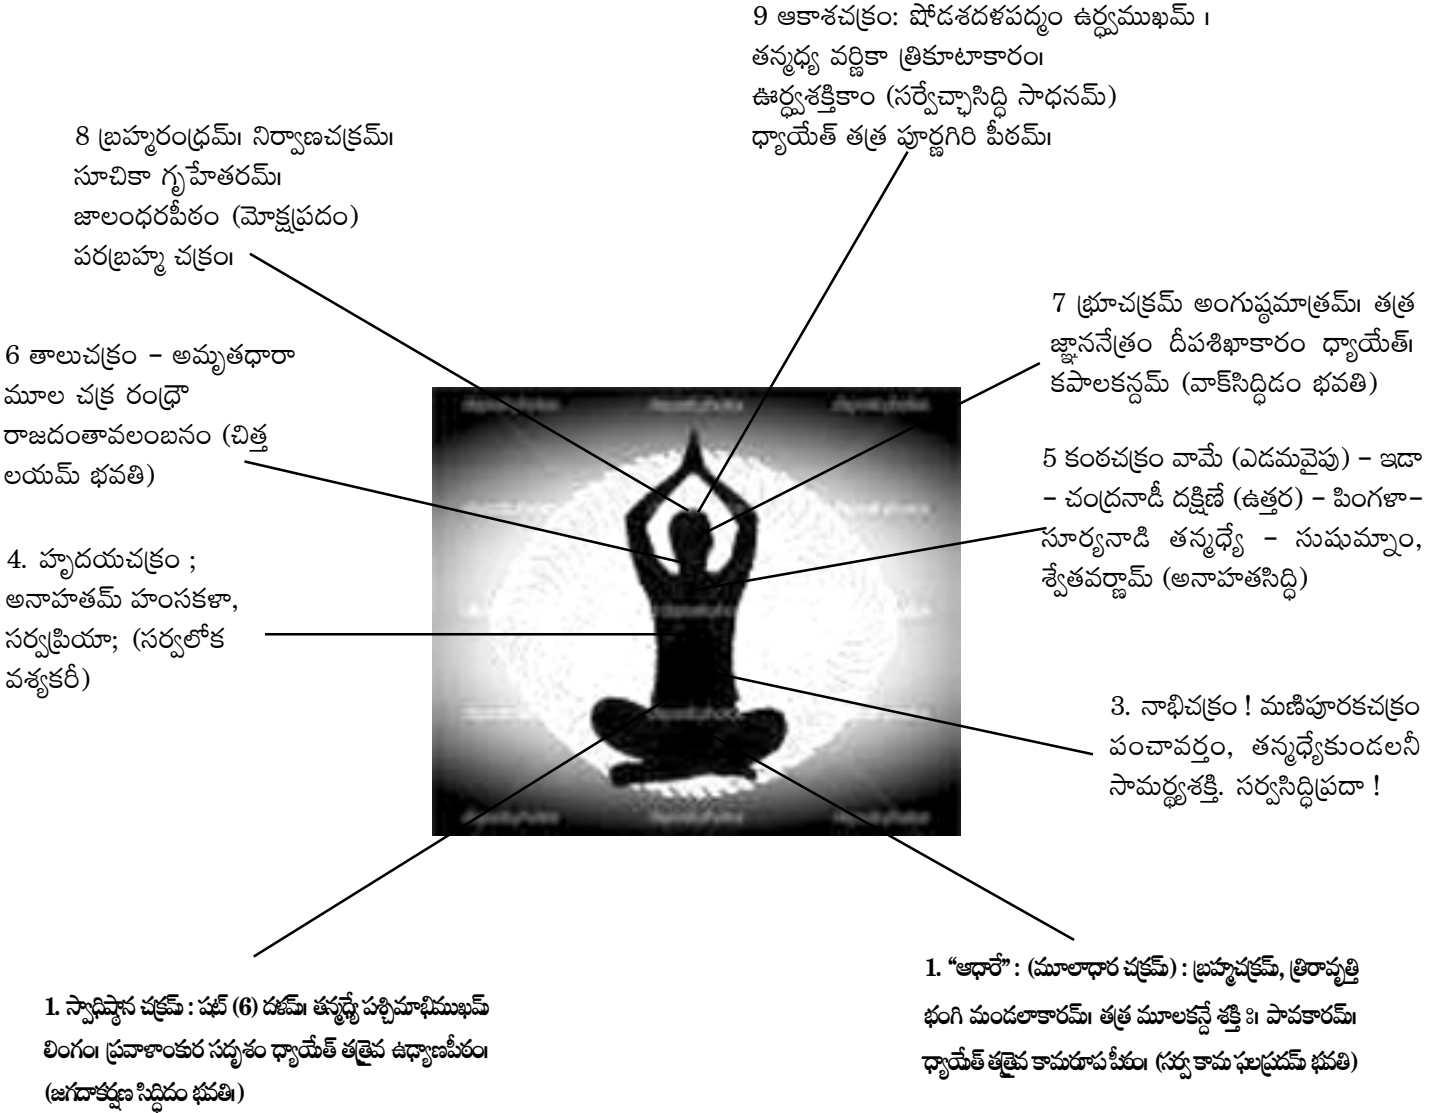 9 ఆకాశచక్రం: షోడశదళపద్మం ఉర్ధ్వముఖమ్ ।
తన్మధ్య వర్ణికా త్రికూటాకారం।
ఊర్ధ్వశక్తికాం (సర్వేచ్ఛాసిద్ధి సాధనమ్)
ధ్యాయేత్ తత్ర పూర్ణగిరి పీఠమ్।
8 బ్రహ్మరంధ్రమ్। నిర్వాణచక్రమ్।
సూచికా గృహేతరమ్।
జాలంధరపీఠం (మోక్షప్రదం)
పరబ్రహ్మ చక్రం।
7 భ్రూచక్రమ్ అంగుష్ఠమాత్రమ్। తత్ర
జ్ఞాననేత్రం దీపశిఖాకారం ధ్యాయేత్।
కపాలకన్దమ్ (వాక్‌సిద్ధిడం భవతి)
6 తాలుచక్రం – అమృతధారా
మూల చక్ర రంధ్రౌ
రాజదంతావలంబనం (చిత్త
లయమ్ భవతి)
5 కంఠచక్రం వామే (ఎడమవైపు) – ఇడా
– చంద్రనాడీ దక్షిణే (ఉత్తర) – పింగళా–
సూర్యనాడి తన్మధ్యే – సుషుమ్నాం,
శ్వేతవర్ణామ్ (అనాహతసిద్ధి)
4. హృదయచక్రం ;
అనాహతమ్ హంసకళా,
సర్వప్రియా; (సర్వలోక
వశ్యకరీ)
3. నాభిచక్రం ! మణిపూరకచక్రం
పంచావర్తం, తన్మధ్యేకుండలనీ
సామర్థ్యశక్తి. సర్వసిద్ధిప్రదా !
1. “ఆధారే” : (మూలాధార చక్రమ్) : బ్రహ్మచక్రమ్, త్రిరావృత్తి
భంగి మండలాకారమ్। తత్ర మూలకన్దే శక్తి ః। పావకారమ్।
ధ్యాయేత్ తత్రైవ కామరూప పీఠం। (సర్వ కామ ఫలప్రదమ్ భవతి)
1. స్వాధిష్ఠాన చక్రమ్ : షట్ (6) దళమ్। తన్మధ్యే పశ్చిమాభిముఖమ్
లింగం। ప్రవాళాంకుర సదృశం ధ్యాయేత్ తత్రైవ ఉడ్యాణపీఠం।
(జగదాకర్షణ సిద్ధిదం భవతి।)